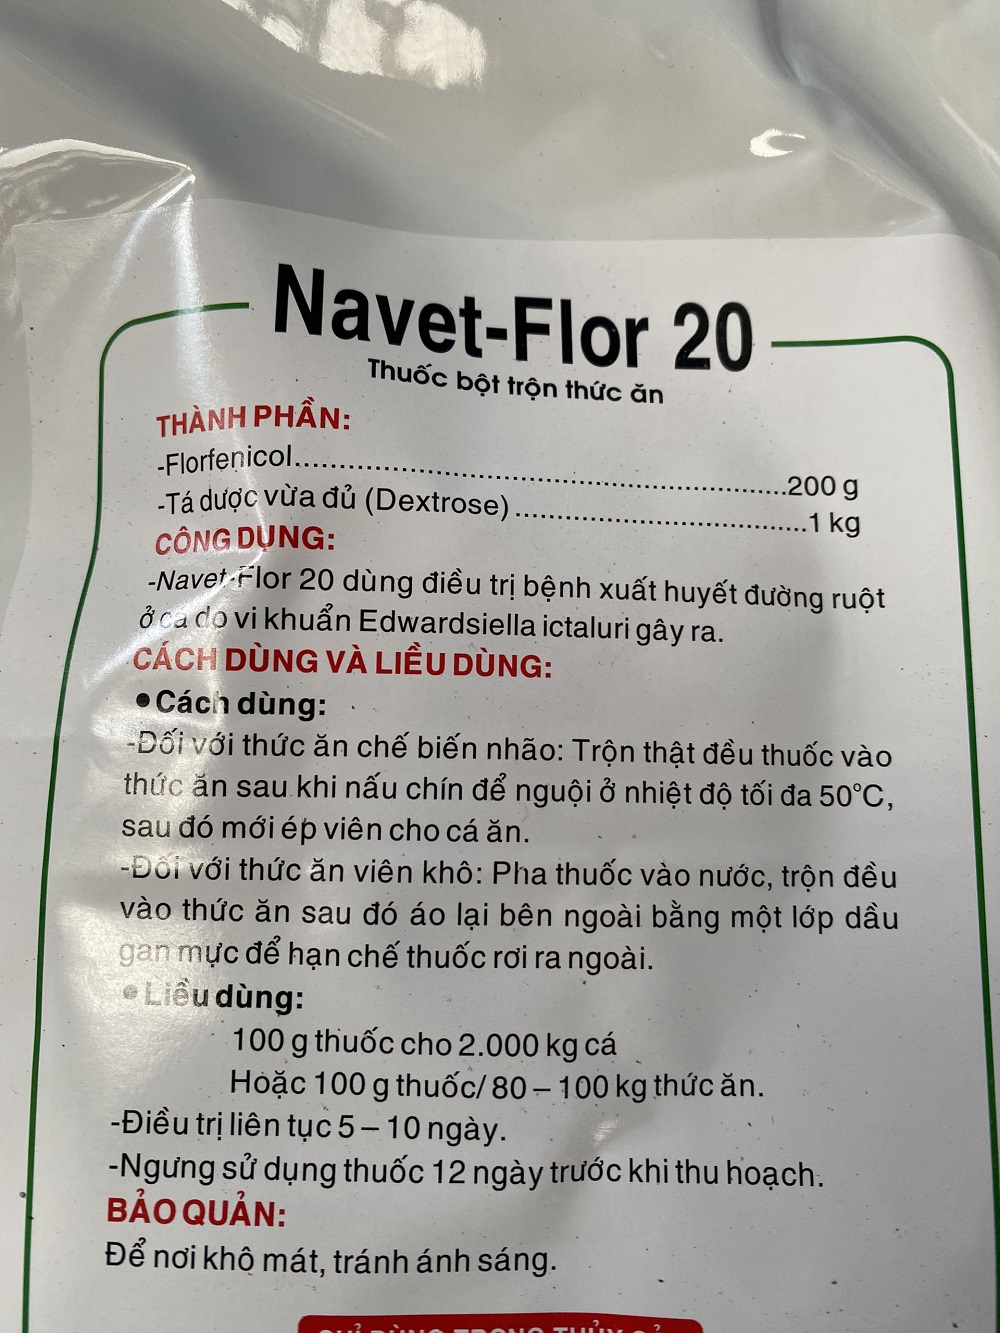 Navet-Flor 20
Thuốc bột trộn thức ăn
THÀNH PHẦN:
-Florfenicol....................................................200 g
-Tá dược vừa đủ (Dextrose).................................1 kg
CÔNG DỤNG:
-Navet-Flor 20 dùng điều trị bệnh xuất huyết đường ruột
ở cá do vi khuẩn Edwardsiella ictaluri gây ra.
CÁCH DÙNG VÀ LIỀU DÙNG:
•Cách dùng:
-Đối với thức ăn chế biến nhão: Trộn thật đều thuốc vào
thức ăn sau khi nấu chín để nguội ở nhiệt độ tối đa 50°C,
sau đó mới ép viên cho cá ăn.
-Đối với thức ăn viên khô: Pha thuốc vào nước, trộn đều
vào thức ăn sau đó áo lại bên ngoài bằng một lớp dầu
gan mực để hạn chế thuốc rơi ra ngoài.
•Liều dùng:
100 g thuốc cho 2.000 kg cá
Hoặc 100 g thuốc/ 80 – 100 kg thức ăn.
-Điều trị liên tục 5 – 10 ngày.
-Ngưng sử dụng thuốc 12 ngày trước khi thu hoạch.
BẢO QUẢN:
Để nơi khô mát, tránh ánh sáng.
CHỈ DÙNG TRONG THỦY SẢN